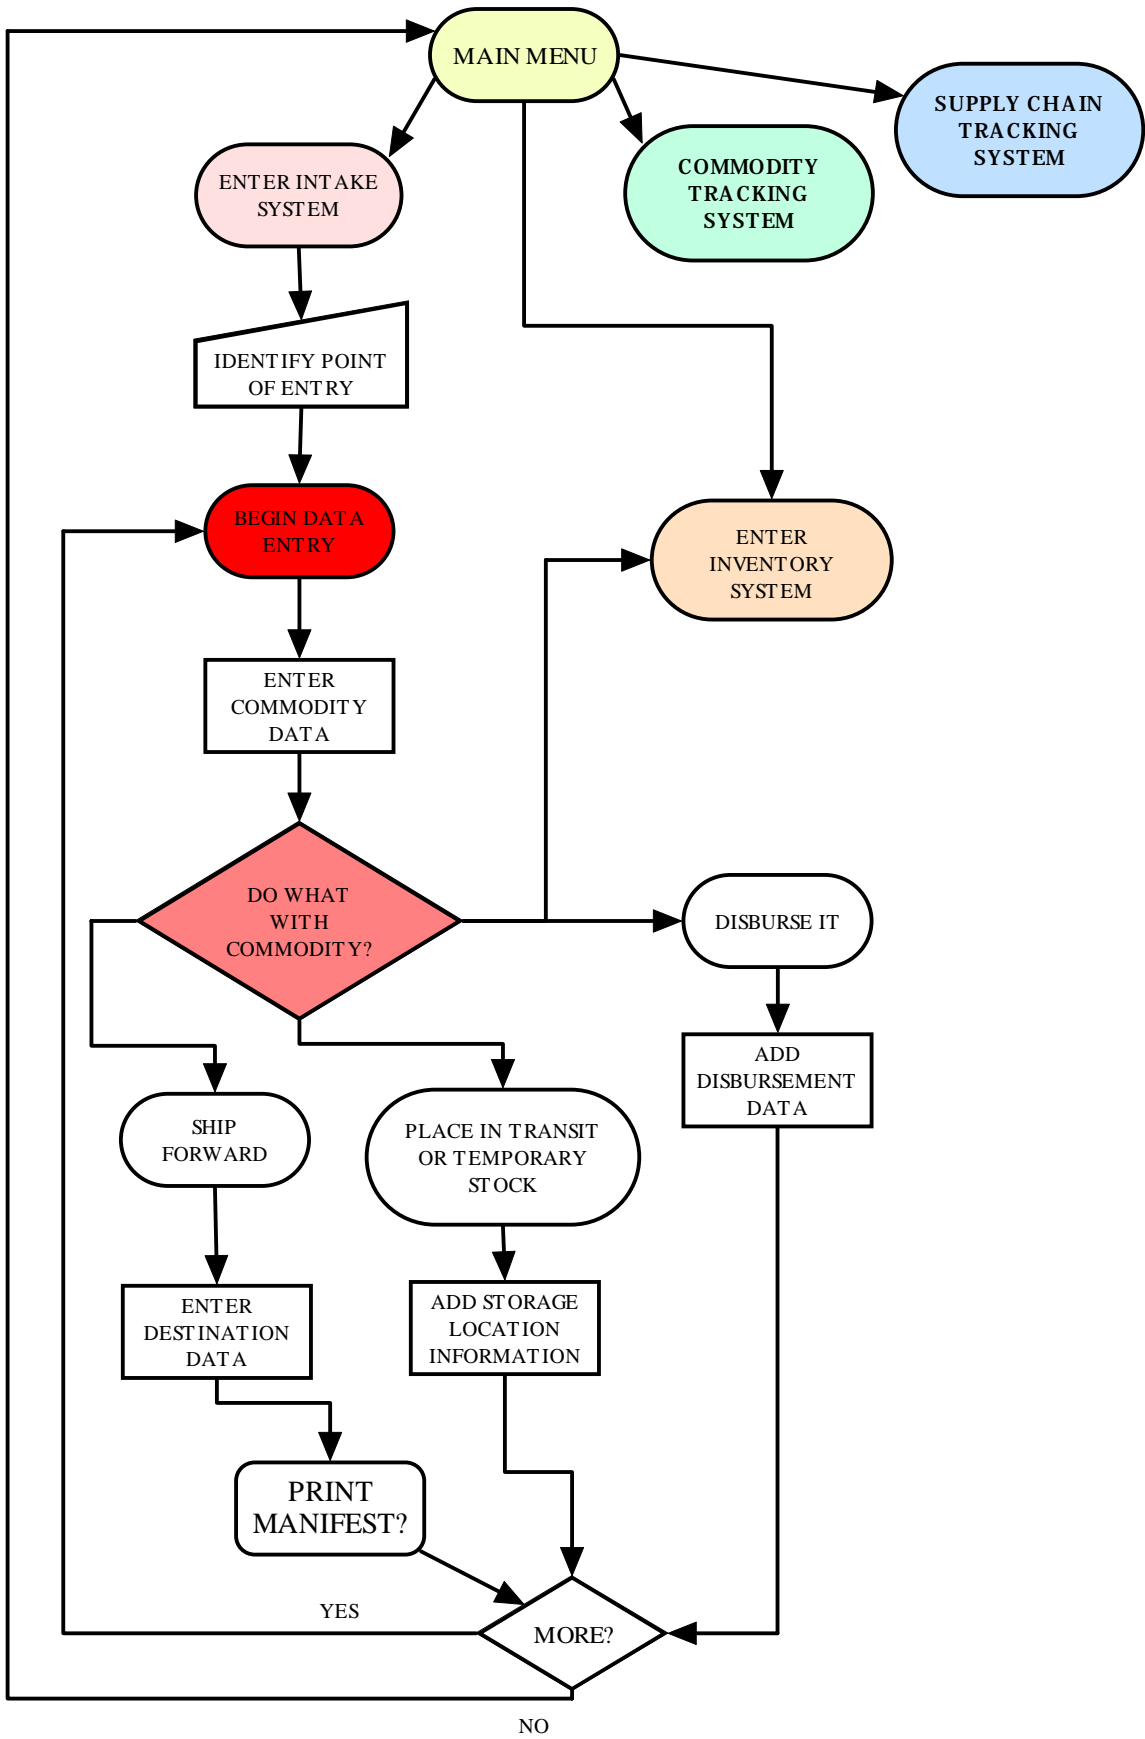 MAIN MENU
SUPPLY CHAIN
TRACKING
SYSTEM
COMMODITY
TRACKING
SYSTEM
ENTER INTAKE
SYSTEM
IDENTIFY POINT
OF ENTRY
BEGIN DATA
ENTRY
ENTER
INVENTORY
SYSTEM
ENTER
COMMODITY
DATA
DO WHAT
WITH
COMMODITY?
DISBURSE IT
ADD
DISBURSEMENT
DATA
SHIP
FORWARD
PLACE IN TRANSIT
OR TEMPORARY
STOCK
ENTER
DESTINATION
DATA
ADD STORAGE
LOCATION
INFORMATION
PRINT
MANIFEST?
YES
MORE?
NO